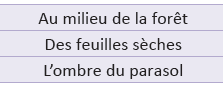 Au milieu de la forêt
Des feuilles sèches
L’ombre du parasol